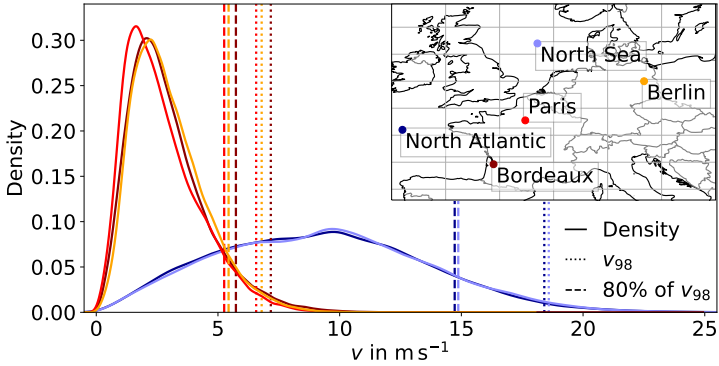 0.30
0.25
0.20
0.15
0.10
0.05
0.00
Density
0
5
10
15
20
25
v in m s⁻¹
North Sea
Berlin
Paris
North Atlantic
Bordeaux
Density
v₉₈
80% of v₉₈